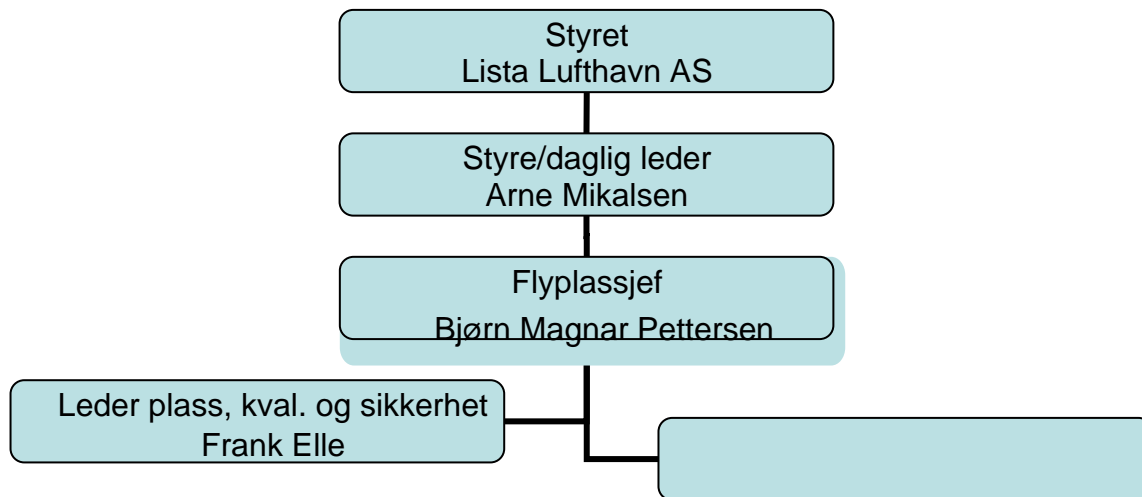 Styret
Lista Lufthavn AS
Styre/daglig leder
Arne Mikalsen
Flyplassjef
Bjørn Magnar Pettersen
Leder plass, kval. og sikkerhet
Frank Elle